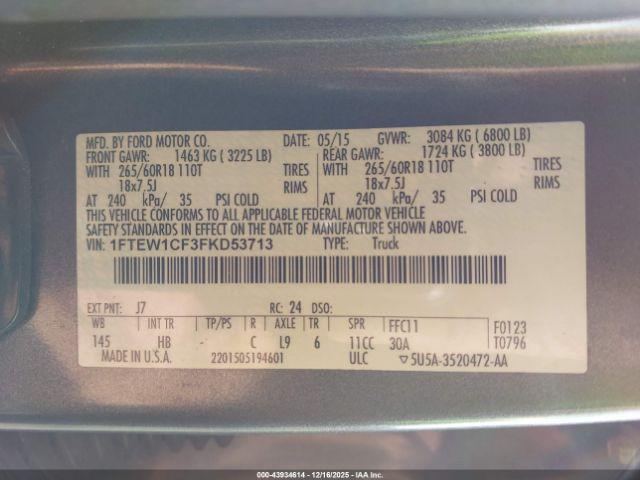 MFD. BY FORD MOTOR CO. DATE: 05/15 GVWR: 3084 KG ( 6800 LB)
FRONT GAWR: 1463 KG ( 3225 LB) REAR GAWR: 1724 KG ( 3800 LB)
WITH 265/60R18 110T TIRES WITH 265/60R18 110T TIRES
18x7.5J RIMS 18x7.5J RIMS
AT 240 kPa/ 35 PSI COLD AT 240 kPa/ 35 PSI COLD
THIS VEHICLE CONFORMS TO ALL APPLICABLE FEDERAL MOTOR VEHICLE
SAFETY STANDARDS IN EFFECT ON THE DATE OF MANUFACTURE SHOWN ABOVE.
VIN: 1FTEW1CF3FKD53713 TYPE: Truck
EXT PNT: J7 RC: 24 DSO:
WB INT TR TP/PS R AXLE TR SPR FFC11 F0123
145 HB C L9 6 11CC 30A T0796
MADE IN U.S.A. 2201505194601 ULC ▽5U5A-3520472-AA
000-43934614 - 12/16/2025 - IAA Inc.